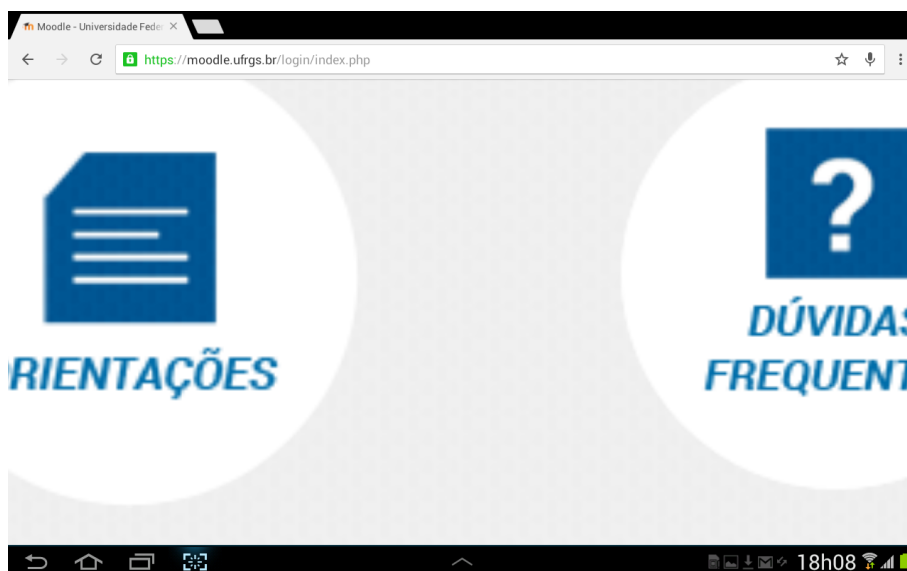 Moodle - Universidade Feder
https://moodle.ufrgs.br/login/index.php
?
RIENTAÇÕES
DÚVIDAS
FREQUENT
18h08